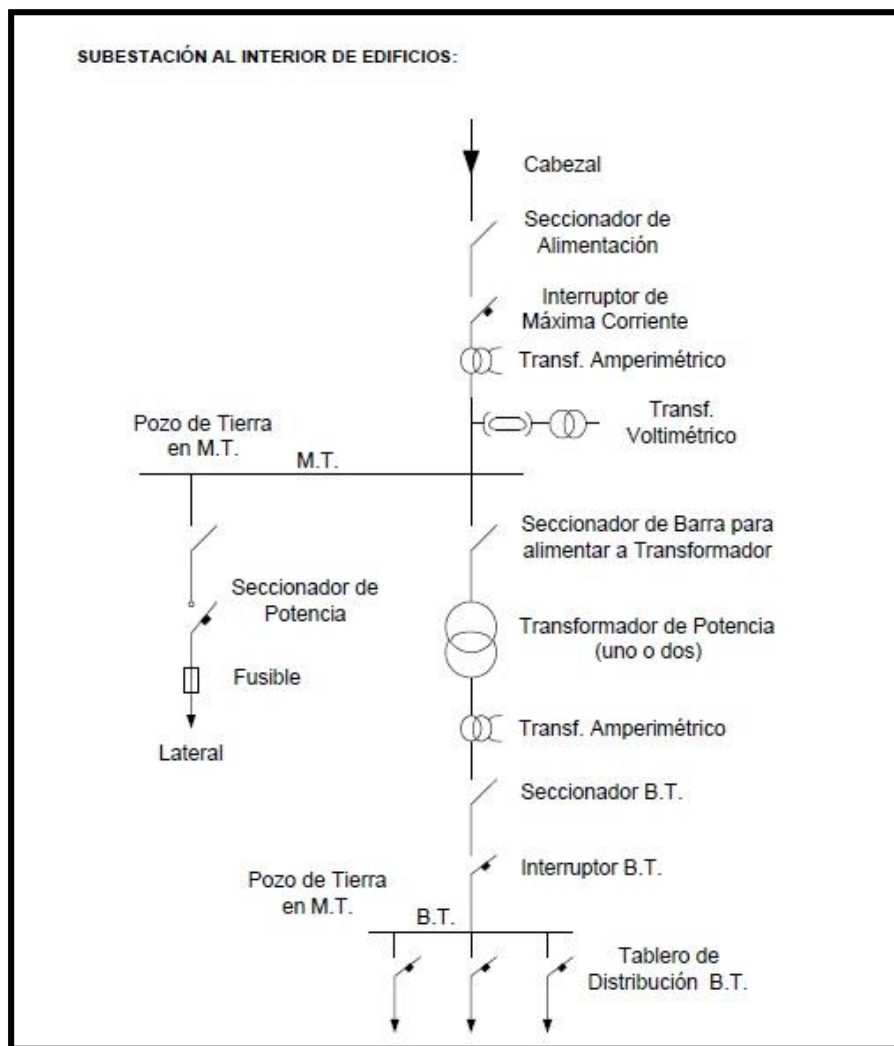 SUBESTACIÓN AL INTERIOR DE EDIFICIOS:
Cabezal
Seccionador de
Alimentación
Interruptor de
Máxima Corriente
Transf. Amperimétrico
Transf.
Voltimétrico
Pozo de Tierra
en M.T.
M.T.
Seccionador de Barra para
alimentar a Transformador
Seccionador de
Potencia
Transformador de Potencia
(uno o dos)
Fusible
Transf. Amperimétrico
Lateral
Seccionador B.T.
Interruptor B.T.
Pozo de Tierra
en M.T.
B.T.
Tablero de
Distribución B.T.